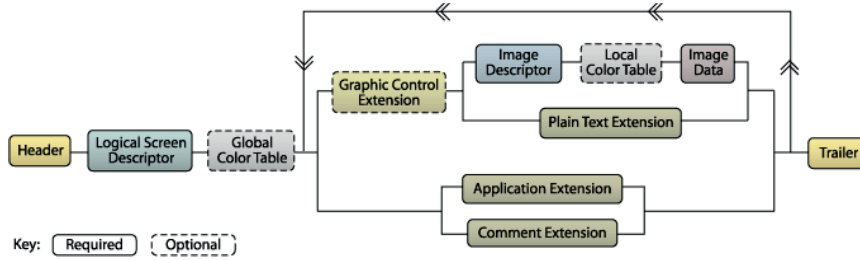 Image
Descriptor
Local
Color Table
Image
Data
Graphic Control
Extension
Plain Text Extension
Header
Logical Screen
Descriptor
Global
Color Table
Trailer
Application Extension
Comment Extension
Key: Required Optional